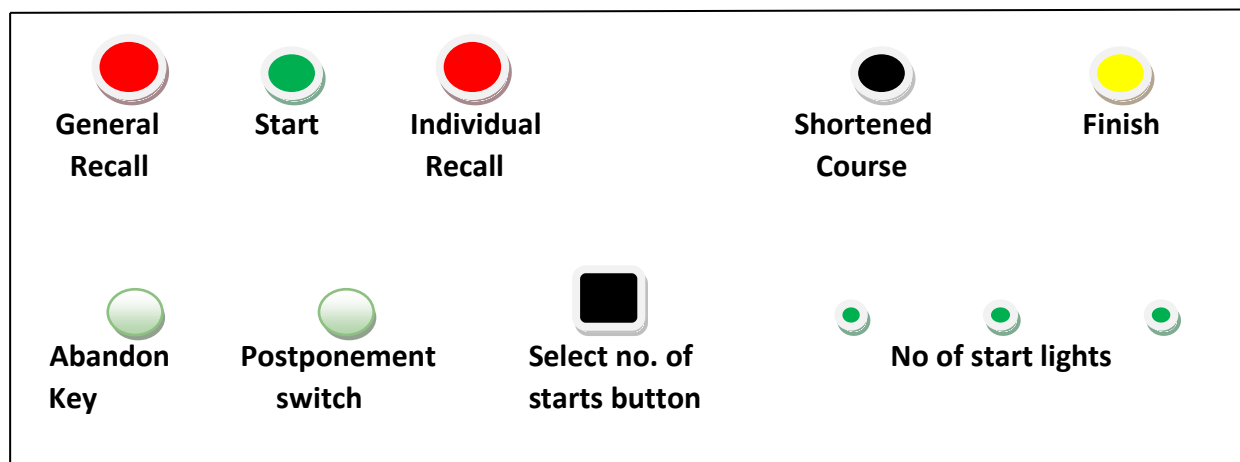 General Recall
Start
Individual Recall
Shortened Course
Finish
Abandon Key
Postponement switch
Select no. of starts button
No of start lights